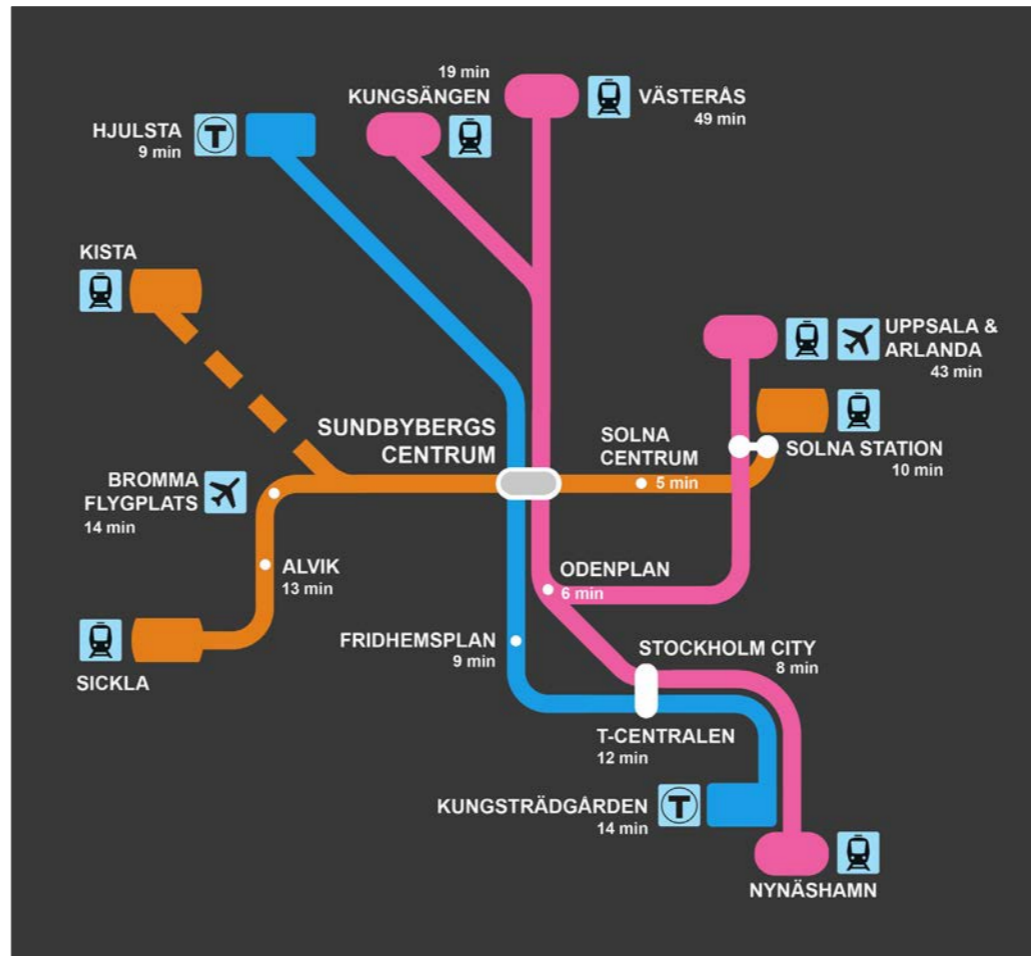 19 min
KUNGSÄNGEN
VÄSTERÅS
49 min
HJULSTA
9 min
T
KISTA
UPPSALA &
ARLANDA
43 min
SUNDBYBERGS
CENTRUM
SOLNA
CENTRUM
5 min
SOLNA STATION
10 min
BROMMA
FLYGPLATS
14 min
ALVIK
13 min
ODENPLAN
6 min
FRIDHEMSPLAN
9 min
STOCKHOLM CITY
8 min
SICKLA
T-CENTRALEN
12 min
KUNGSTRÄDGÅRDEN
14 min
T
NYNÄSHAMN